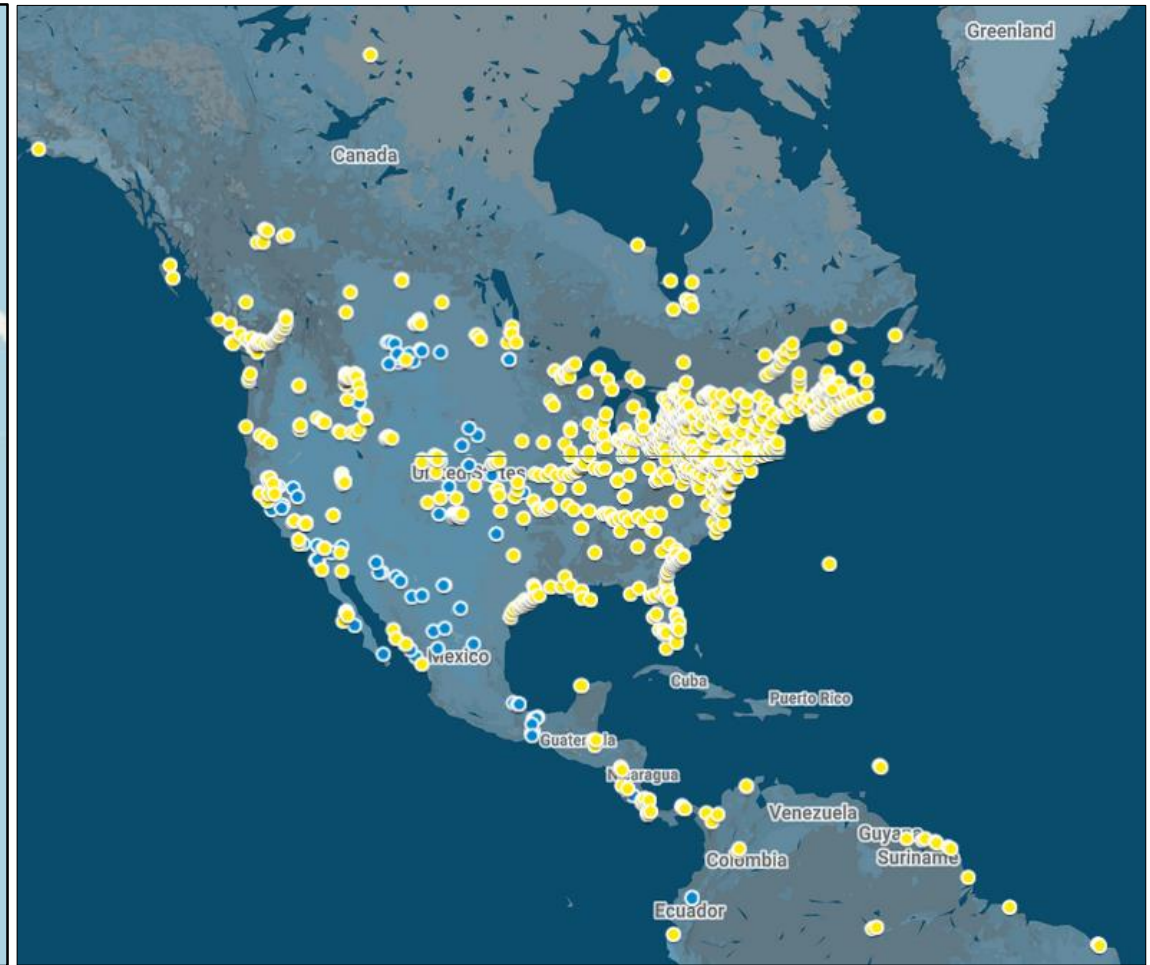 Greenland
Canada
United States
Mexico
Cuba
Puerto Rico
Guatemala
Nicaragua
Venezuela
Guyana
Suriname
Colombia
Ecuador